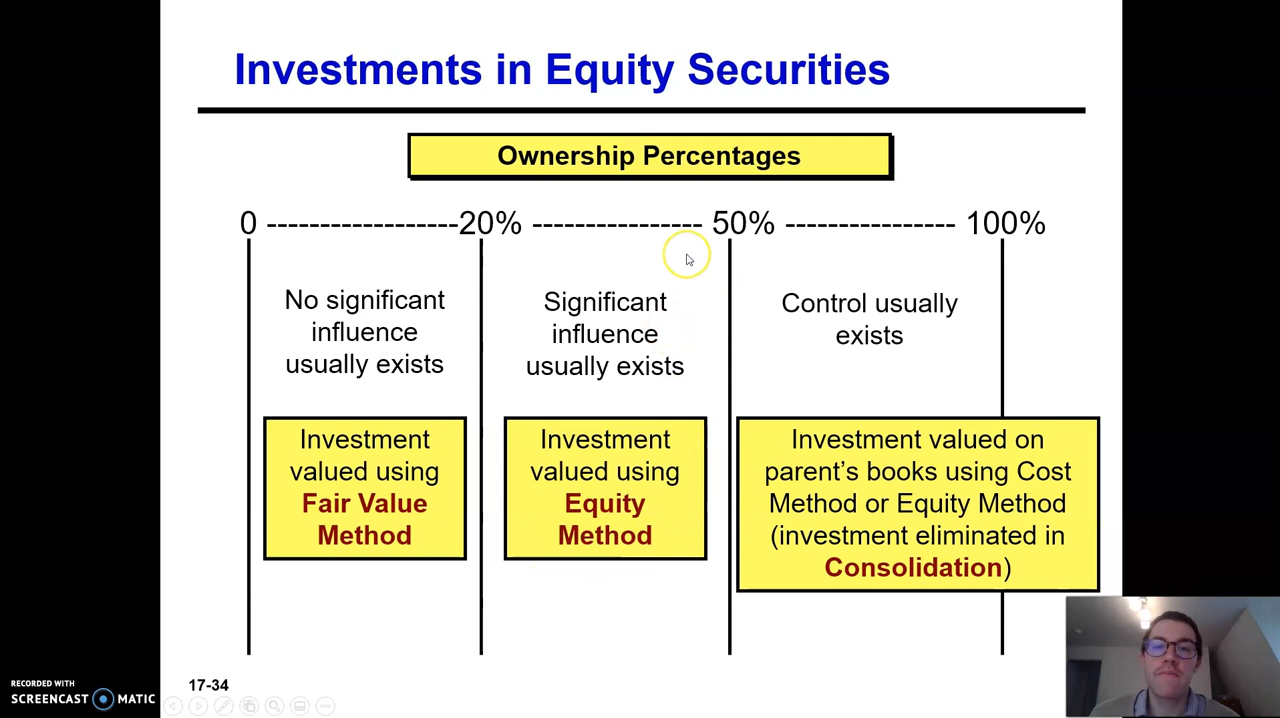 Investments in Equity Securities
Ownership Percentages
0 ------------------20% ---------------- 50% ---------------- 100%
No significant
influence
usually exists
Significant
influence
usually exists
Control usually
exists
Investment
valued using
Fair Value
Method
Investment
valued using
Equity
Method
Investment valued on
parent's books using Cost
Method or Equity Method
(investment eliminated in
Consolidation)
17-34
RECORDED WITH
SCREENCAST MATIC